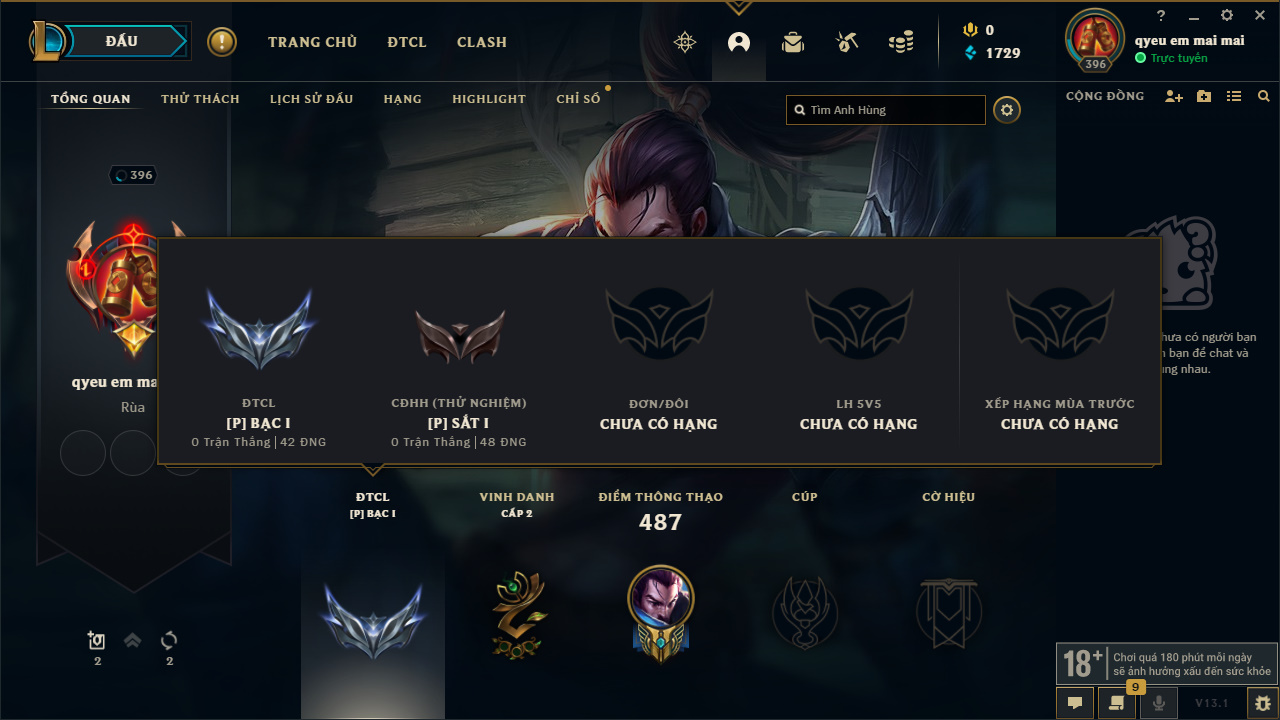 ĐẤU
TRANG CHỦ
ĐTCL
CLASH
0
1729
396
qyeu em mai mai
Trực tuyến
TỔNG QUAN
THỬ THÁCH
LỊCH SỬ ĐẤU
HẠNG
HIGHLIGHT
CHỈ SỐ
Tìm Anh Hùng
CỘNG ĐỒNG
396
qyeu em ma
Rùa
ĐTCL
[P] BẠC I
0 Trận Thắng | 42 ĐNG
CĐHH (THỬ NGHIỆM)
[P] SẮT I
0 Trận Thắng | 48 ĐNG
ĐƠN/ĐÔI
CHƯA CÓ HẠNG
LH 5V5
CHƯA CÓ HẠNG
XẾP HẠNG MÙA TRƯỚC
CHƯA CÓ HẠNG
có người bạn
bạn để chat và
nhau.
ĐTCL
[P] BẠC I
VINH DANH
CẤP 2
ĐIỂM THÔNG THẠO
487
CÚP
CỜ HIỆU
2
2
18+
Chơi quá 180 phút mỗi ngày
sẽ ảnh hưởng xấu đến sức khỏe
9
V13.1